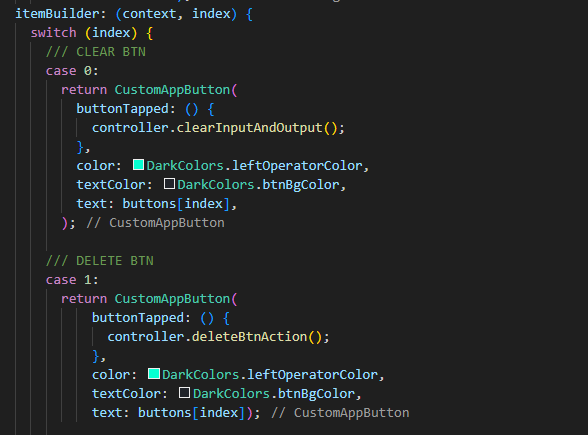 itemBuilder: (context, index) {
switch (index) {
/// CLEAR BTN
case 0:
return CustomAppButton(
buttonTapped: () {
controller.clearInputAndOutput();
},
color: DarkColors.leftOperatorColor,
textColor: DarkColors.btnBgColor,
text: buttons[index],
); // CustomAppButton
/// DELETE BTN
case 1:
return CustomAppButton(
buttonTapped: () {
controller.deleteBtnAction();
},
color: DarkColors.leftOperatorColor,
textColor: DarkColors.btnBgColor,
text: buttons[index]); // CustomAppButton